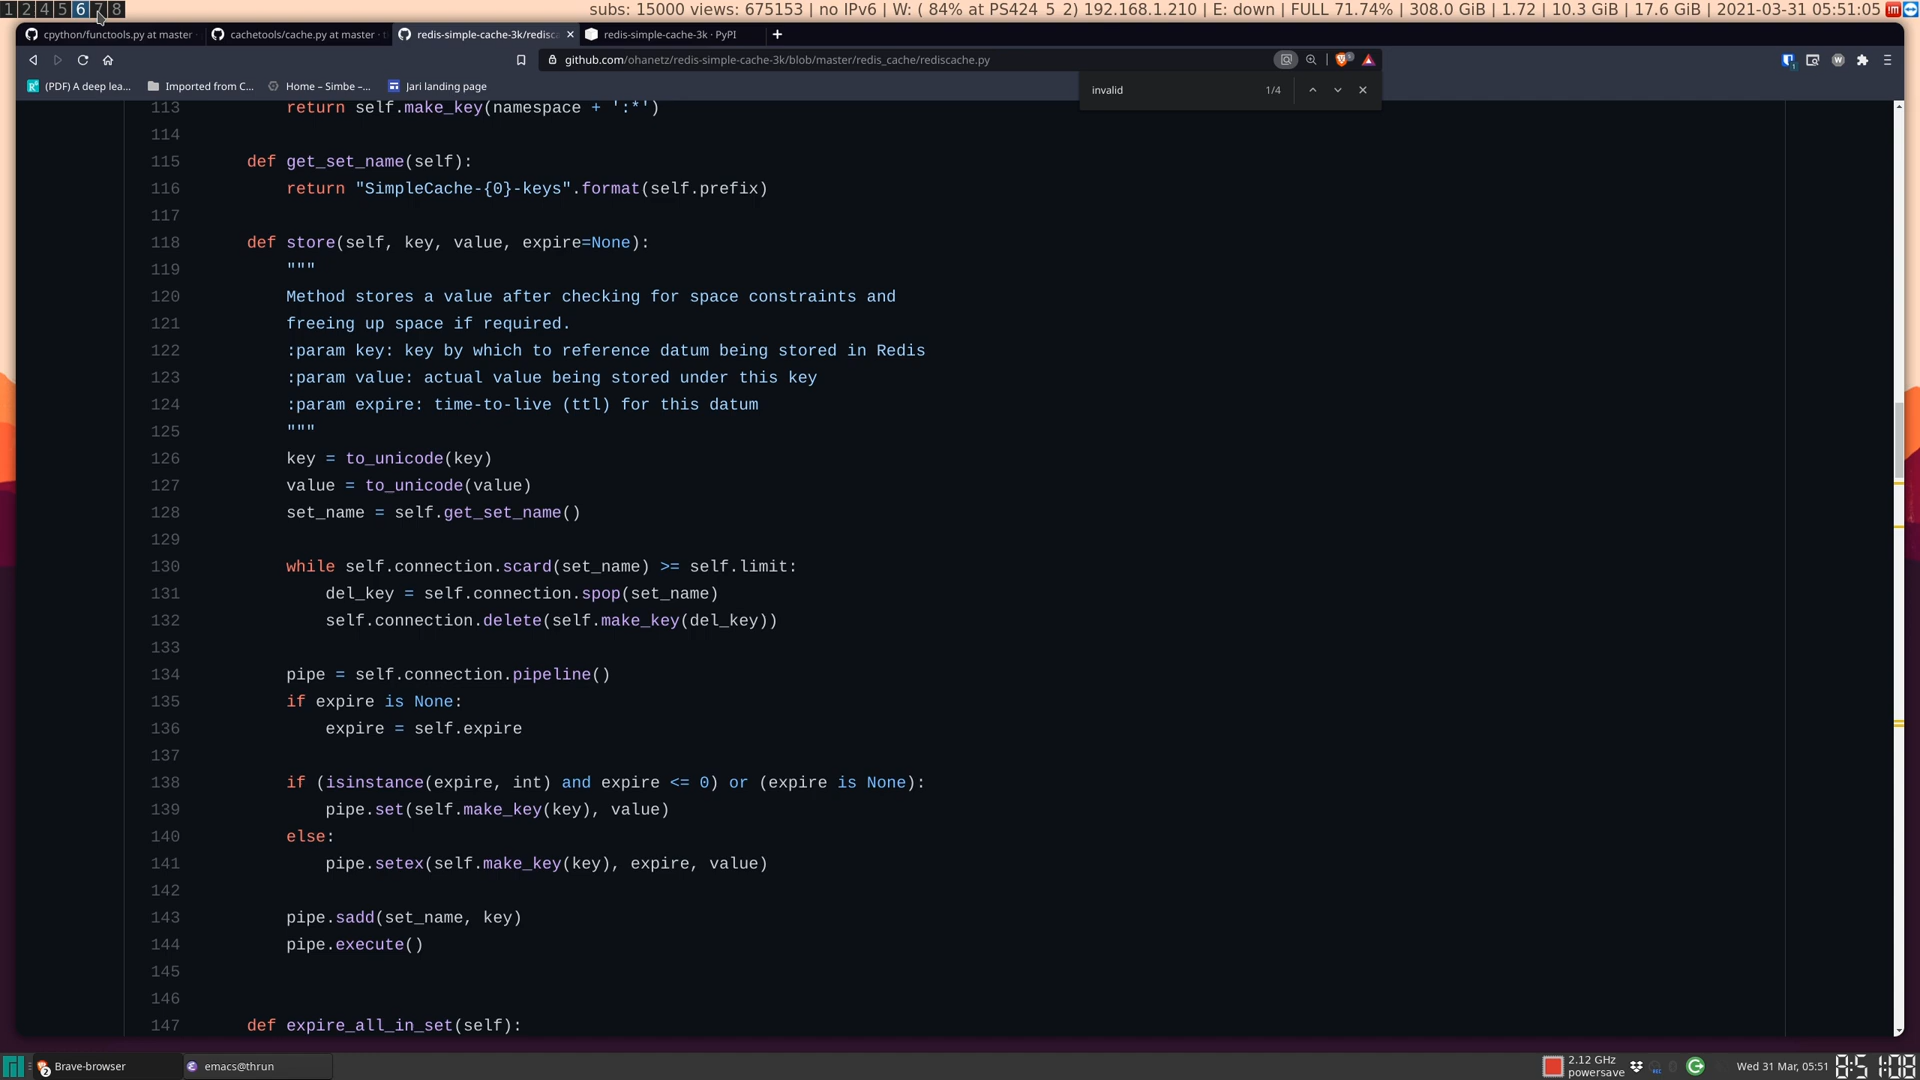 1 2 4 5 6 7 8
subs: 15000 views: 675153 | no IPv6 | W: ( 84% at PS424_5_2) 192.168.1.210 | E: down | FULL 71.74% | 308.0 GiB | 1.72 | 10.3 GiB | 17.6 GiB | 2021-03-31 05:51:05
cpython/functools.py at master
cachetools/cache.py at master
redis-simple-cache-3k/redisca
redis-simple-cache-3k · PyPI
github.com/ohanetz/redis-simple-cache-3k/blob/master/redis_cache/rediscache.py
(PDF) A deep lea... Imported from C... Home – Simbe –... Jari landing page
invalid 1/4
113 return self.make_key(namespace + ':*')
114
115 def get_set_name(self):
116 return "SimpleCache-{0}-keys".format(self.prefix)
117
118 def store(self, key, value, expire=None):
119 """
120 Method stores a value after checking for space constraints and
121 freeing up space if required.
122 :param key: key by which to reference datum being stored in Redis
123 :param value: actual value being stored under this key
124 :param expire: time-to-live (ttl) for this datum
125 """
126 key = to_unicode(key)
127 value = to_unicode(value)
128 set_name = self.get_set_name()
129
130 while self.connection.scard(set_name) >= self.limit:
131 del_key = self.connection.spop(set_name)
132 self.connection.delete(self.make_key(del_key))
133
134 pipe = self.connection.pipeline()
135 if expire is None:
136 expire = self.expire
137
138 if (isinstance(expire, int) and expire <= 0) or (expire is None):
139 pipe.set(self.make_key(key), value)
140 else:
141 pipe.setex(self.make_key(key), expire, value)
142
143 pipe.sadd(set_name, key)
144 pipe.execute()
145
146
147 def expire_all_in_set(self):
Brave-browser
emacs@thrun
2.12 GHz
powersave
Wed 31 Mar, 05:51